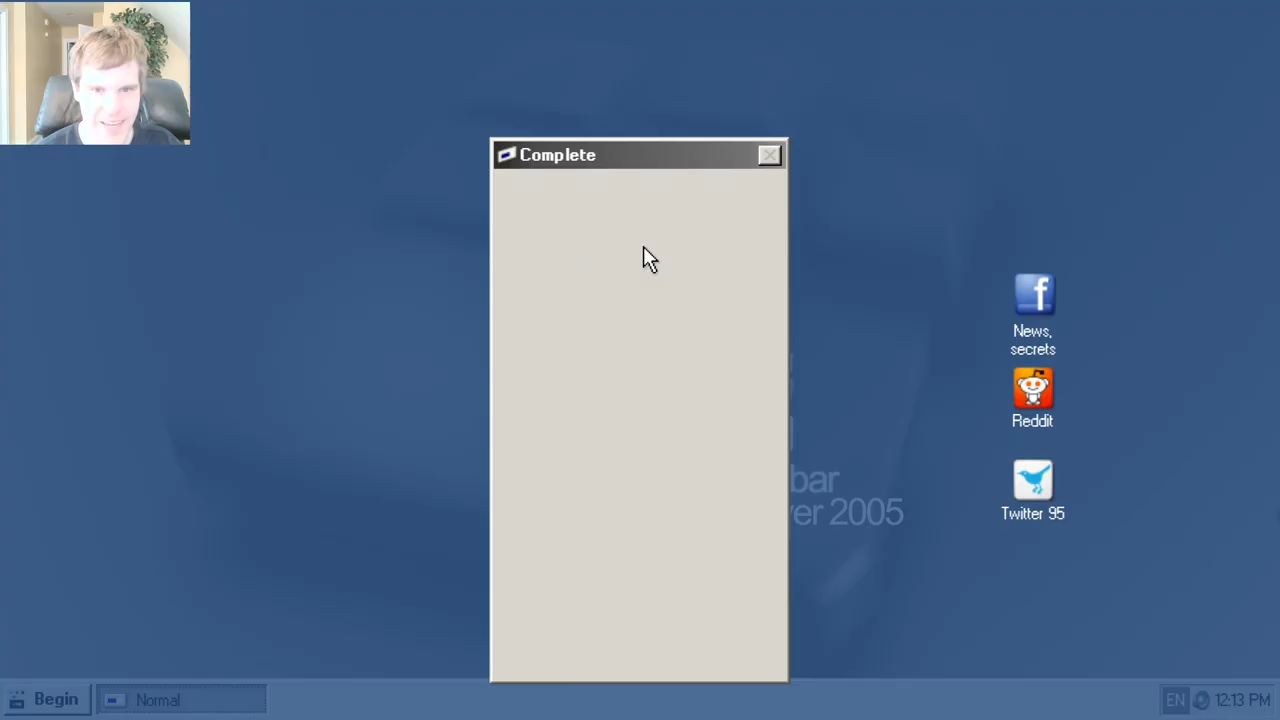 Complete
News,
secrets
Reddit
bar
ver 2005
Twitter 95
Begin
Normal
EN
12:13 PM